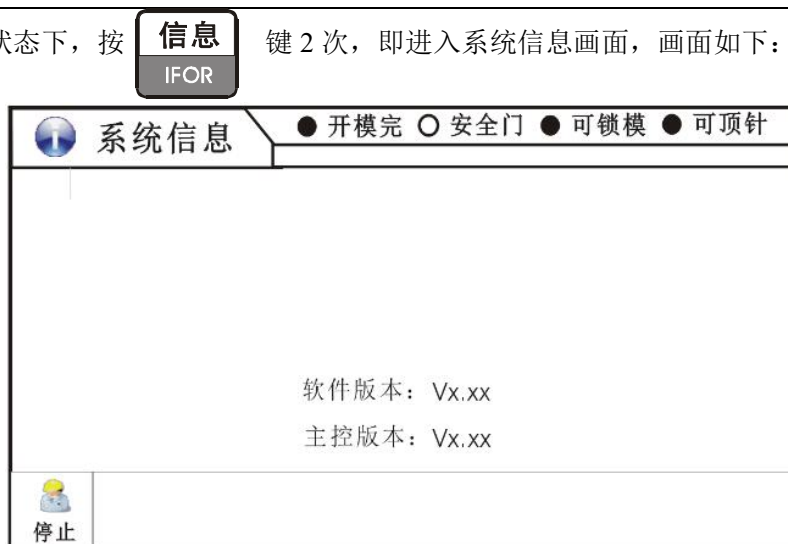 状态下，按 信息 IFOR 键 2 次，即进入系统信息画面，画面如下：
系统信息 ● 开模完 ○ 安全门 ● 可锁模 ● 可顶针
软件版本：Vx.xx
主控版本：Vx.xx
停止